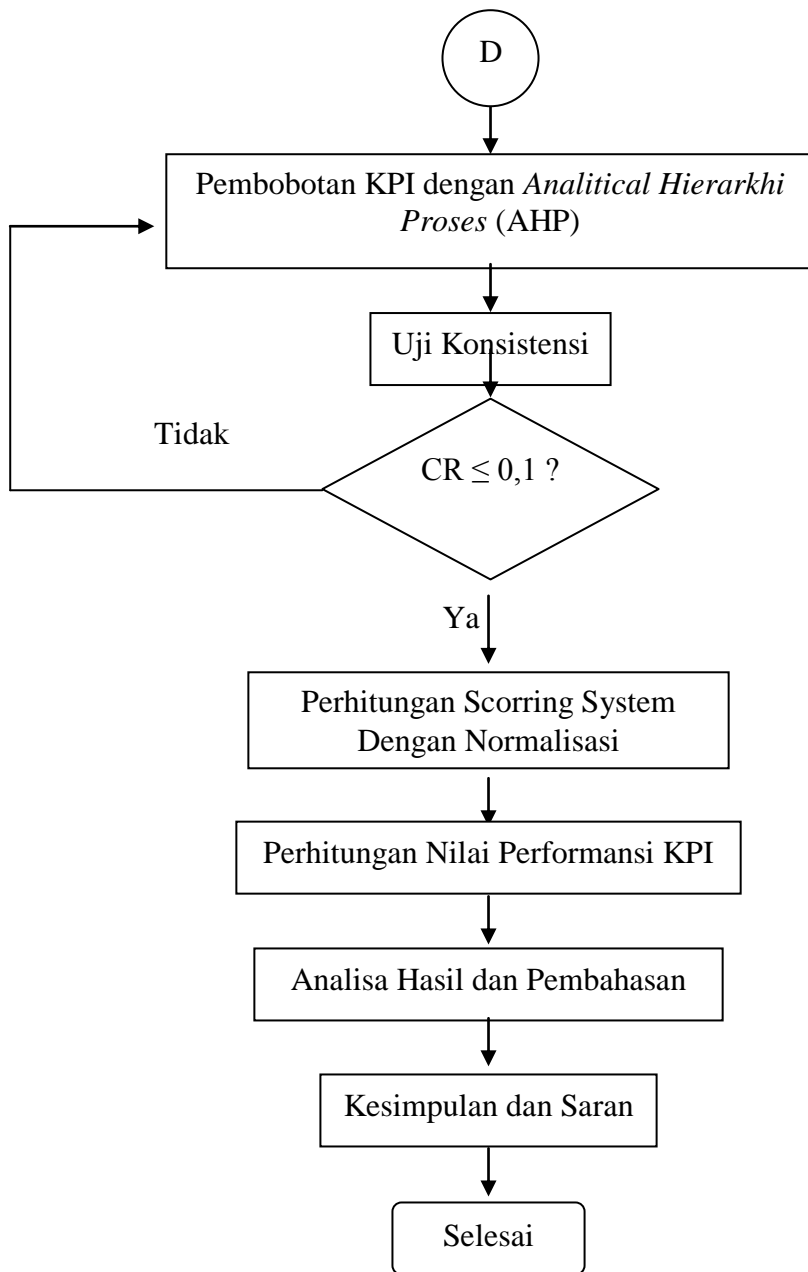 D
Pembobotan KPI dengan Analitical Hierarkhi
Proses (AHP)
Uji Konsistensi
Tidak
CR ≤ 0,1 ?
Ya
Perhitungan Scorring System
Dengan Normalisasi
Perhitungan Nilai Performansi KPI
Analisa Hasil dan Pembahasan
Kesimpulan dan Saran
Selesai